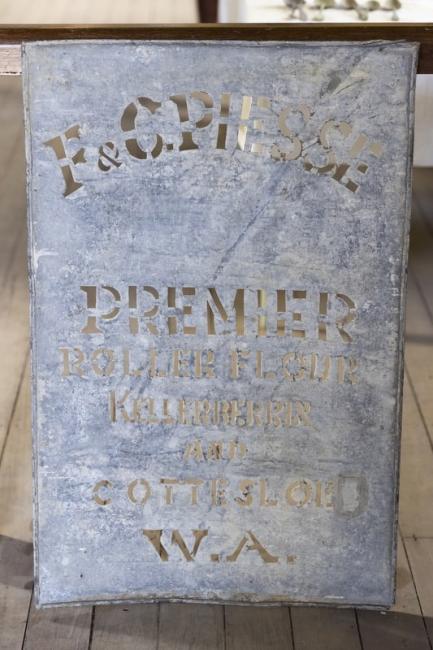 F & C. PIESSE
PREMIER
ROLLER FLOUR
KELLERBERRIN
AND
COTTESLOE
W.A.